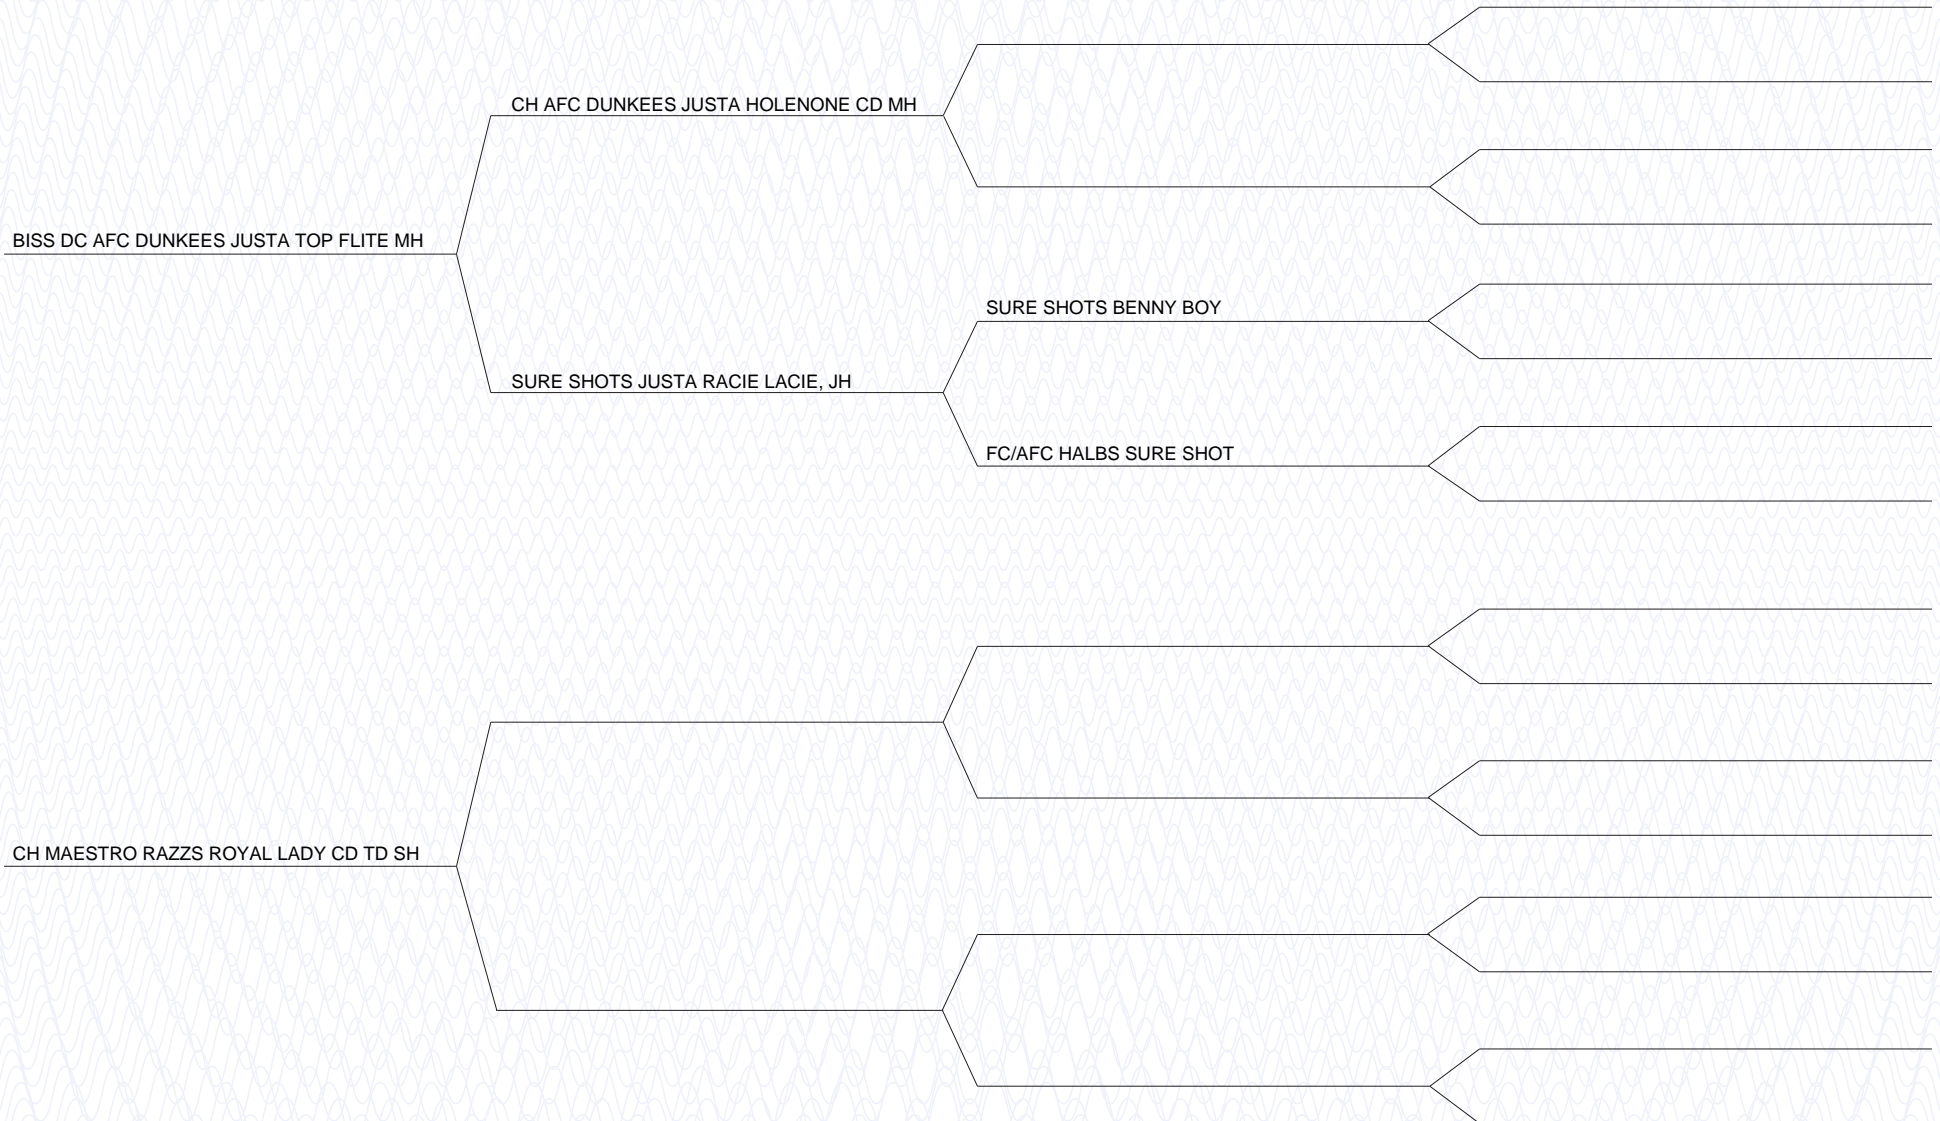 CH AFC DUNKEES JUSTA HOLENONE CD MH
BISS DC AFC DUNKEES JUSTA TOP FLITE MH
SURE SHOTS BENNY BOY
SURE SHOTS JUSTA RACIE LACIE, JH
FC/AFC HALBS SURE SHOT
CH MAESTRO RAZZS ROYAL LADY CD TD SH